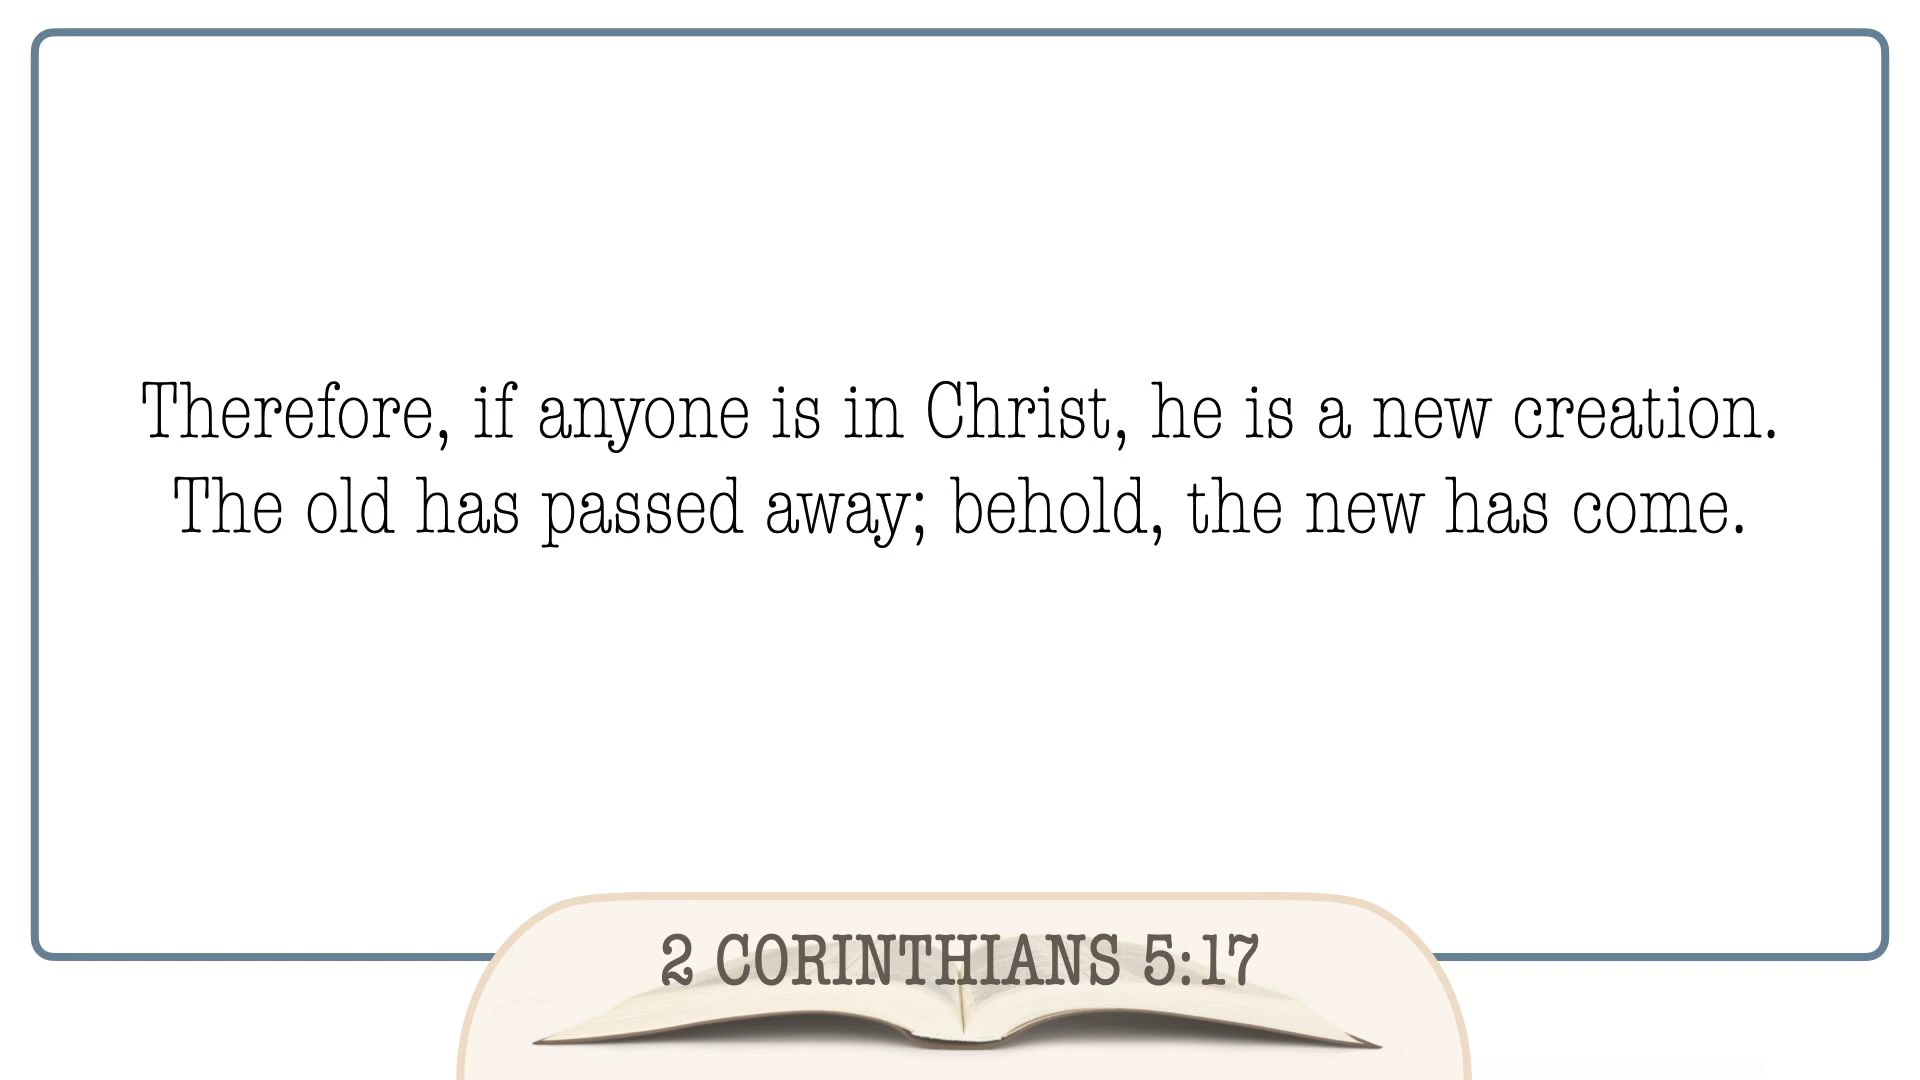 Therefore, if anyone is in Christ, he is a new creation.
The old has passed away; behold, the new has come.
2 CORINTHIANS 5:17